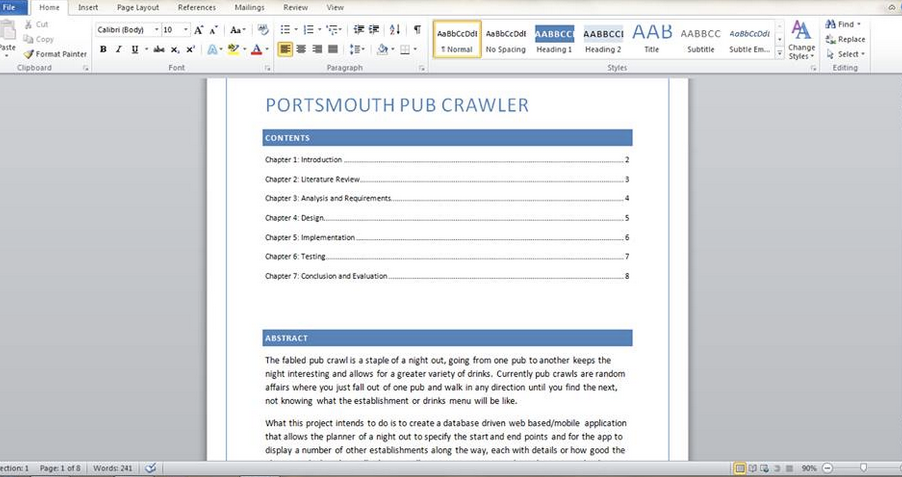 File Home Insert Page Layout References Mailings Review View
Cut
Copy
Paste
Format Painter
Calibri (Body) 10
AaBbCcDdI AaBbCcDdI AABBCCI AABBCCI AAB AABBCC AaBbCcDdI
¶ Normal No Spacing Heading 1 Heading 2 Title Subtitle Subtle Em...
Change
Styles
Find
Replace
Select
Clipboard Font Paragraph Styles Editing
PORTSMOUTH PUB CRAWLER
CONTENTS
Chapter 1: Introduction 2
Chapter 2: Literature Review 3
Chapter 3: Analysis and Requirements 4
Chapter 4: Design 5
Chapter 5: Implementation 6
Chapter 6: Testing 7
Chapter 7: Conclusion and Evaluation 8
ABSTRACT
The fabled pub crawl is a staple of a night out, going from one pub to another keeps the
night interesting and allows for a greater variety of drinks. Currently pub crawls are random
affairs where you just fall out of one pub and walk in any direction until you find the next,
not knowing what the establishment or drinks menu will be like.
What this project intends to do is to create a database driven web based/mobile application
that allows the planner of a night out to specify the start and end points and for the app to
display a number of other establishments along the way, each with details or how good the
ection: 1 Page: 1 of 8 Words: 241 90%